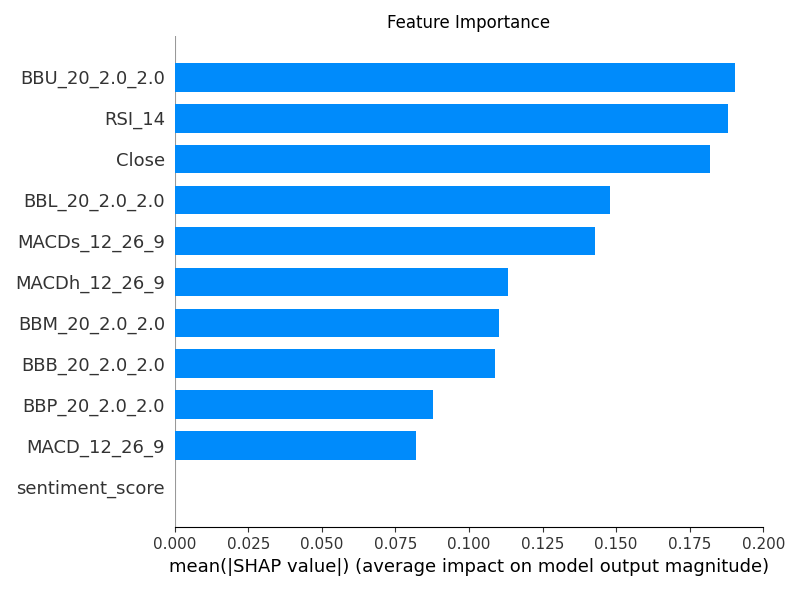 Feature Importance
BBU_20_2.0_2.0
RSI_14
Close
BBL_20_2.0_2.0
MACDs_12_26_9
MACDh_12_26_9
BBM_20_2.0_2.0
BBB_20_2.0_2.0
BBP_20_2.0_2.0
MACD_12_26_9
sentiment_score
0.000 0.025 0.050 0.075 0.100 0.125 0.150 0.175 0.200
mean(|SHAP value|) (average impact on model output magnitude)